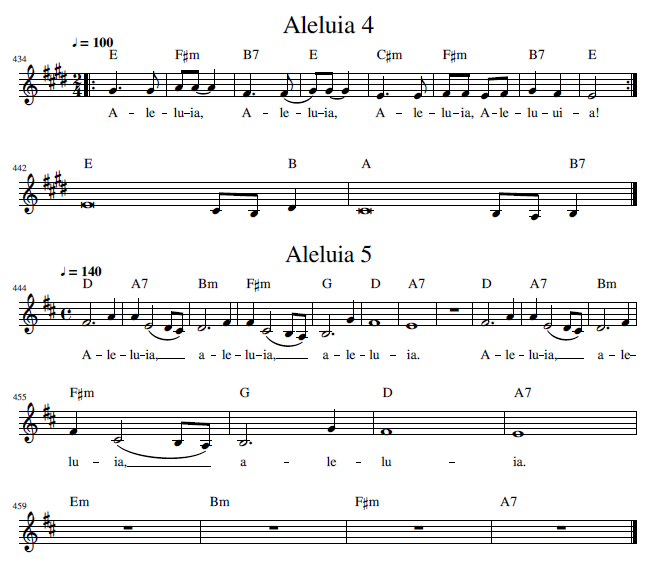 Aleluia 4
♩ = 100
E F♯m B7 E C♯m F♯m B7 E
434
2/4
A – le – lu–ia, A – le – lu–ia, A – le – lu–ia, A–le – lu – ui – a!
E B A B7
442
Aleluia 5
♩ = 140
D A7 Bm F♯m G D A7 D A7 Bm
444
A – le – lu–ia, a – le – lu–ia, a – le – lu – ia. A – le – lu–ia, a – le–
F♯m G D A7
455
lu – ia, a – le – lu – ia.
Em Bm F♯m A7
459